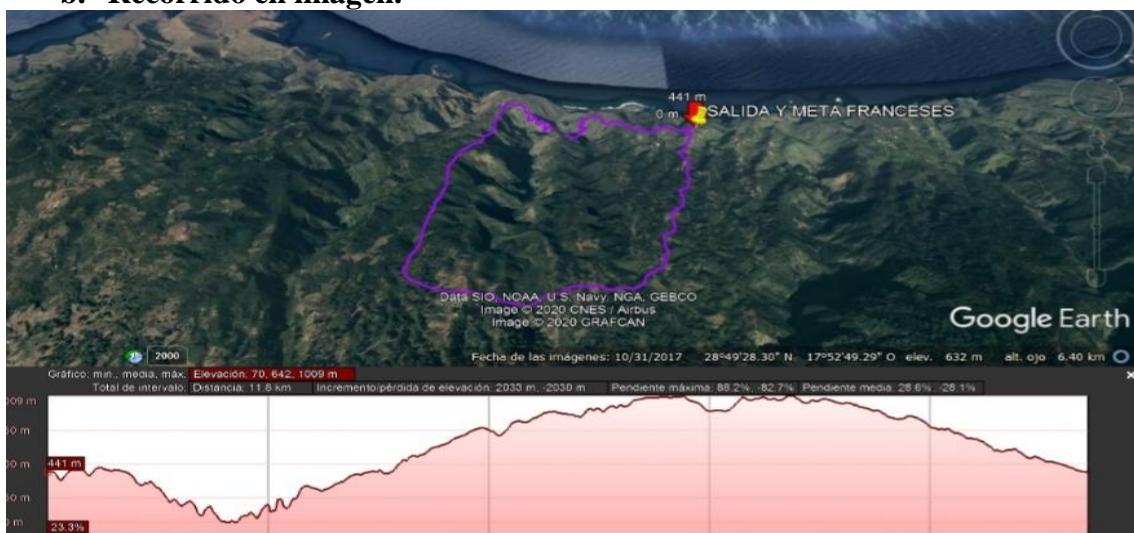 b. Recorrido en imagen.
441 m
0 m
SALIDA Y META FRANCESES
Data SIO, NOAA, U.S. Navy, NGA, GEBCO
Image © 2020 CNES / Airbus
Image © 2020 GRAFCAN
Google Earth
2000
Fecha de las imágenes: 10/31/2017 28°49'28.30" N 17°52'49.29" O elev. 632 m alt. ojo 6.40 km
Gráfico: min., media, máx. Elevación: 70, 642, 1009 m
Total de intervalo: Distancia: 11.8 km Incremento/pérdida de elevación: 2033 m, -2030 m Pendiente máxima: 88.2%, -82.7% Pendiente media: 28.6%, -28.1%
441 m
23.3%